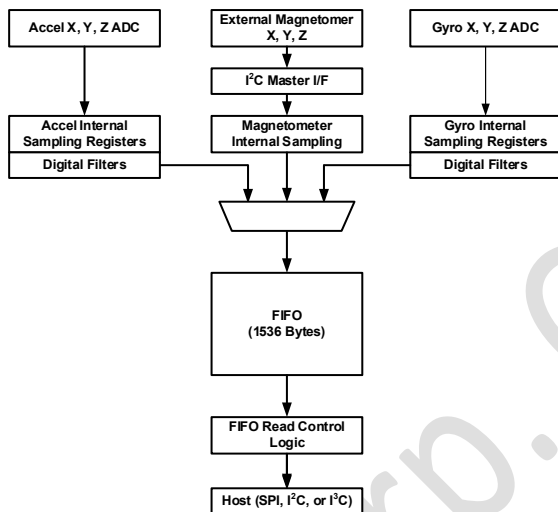 Accel X, Y, Z ADC
External Magnetomer
X, Y, Z
Gyro X, Y, Z ADC
I²C Master I/F
Accel Internal
Sampling Registers
Digital Filters
Magnetometer
Internal Sampling
Gyro Internal
Sampling Registers
Digital Filters
FIFO
(1536 Bytes)
FIFO Read Control
Logic
Host (SPI, I²C, or I³C)